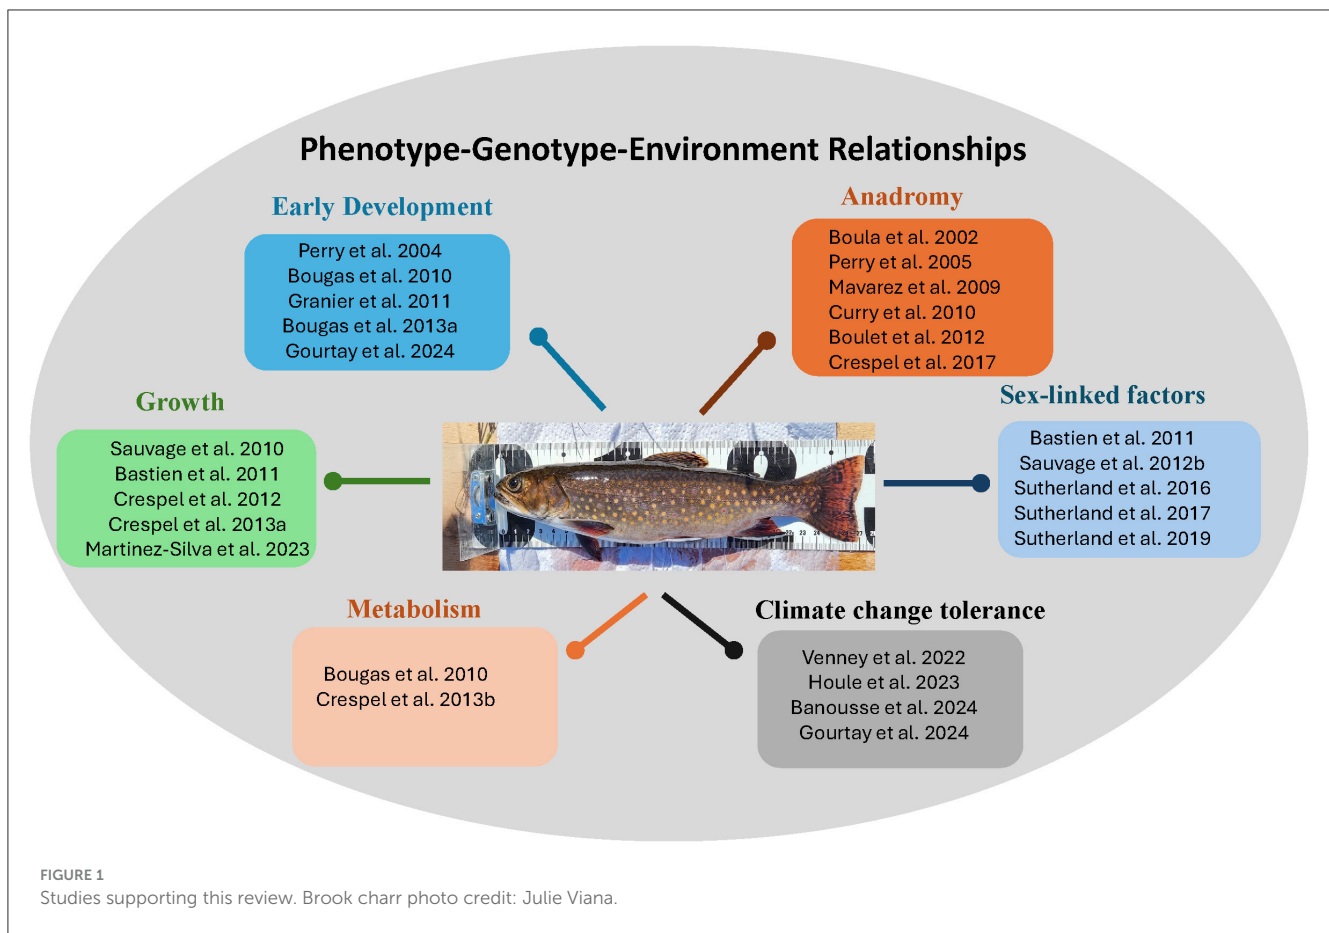 Phenotype-Genotype-Environment Relationships
Early Development
Perry et al. 2004
Bougas et al. 2010
Granier et al. 2011
Bougas et al. 2013a
Gourtay et al. 2024
Anadromy
Boula et al. 2002
Perry et al. 2005
Mavarez et al. 2009
Curry et al. 2010
Boulet et al. 2012
Crespel et al. 2017
Growth
Sauvage et al. 2010
Bastien et al. 2011
Crespel et al. 2012
Crespel et al. 2013a
Martinez-Silva et al. 2023
Sex-linked factors
Bastien et al. 2011
Sauvage et al. 2012b
Sutherland et al. 2016
Sutherland et al. 2017
Sutherland et al. 2019
Metabolism
Bougas et al. 2010
Crespel et al. 2013b
Climate change tolerance
Venney et al. 2022
Houle et al. 2023
Banousse et al. 2024
Gourtay et al. 2024
FIGURE 1
Studies supporting this review. Brook charr photo credit: Julie Viana.